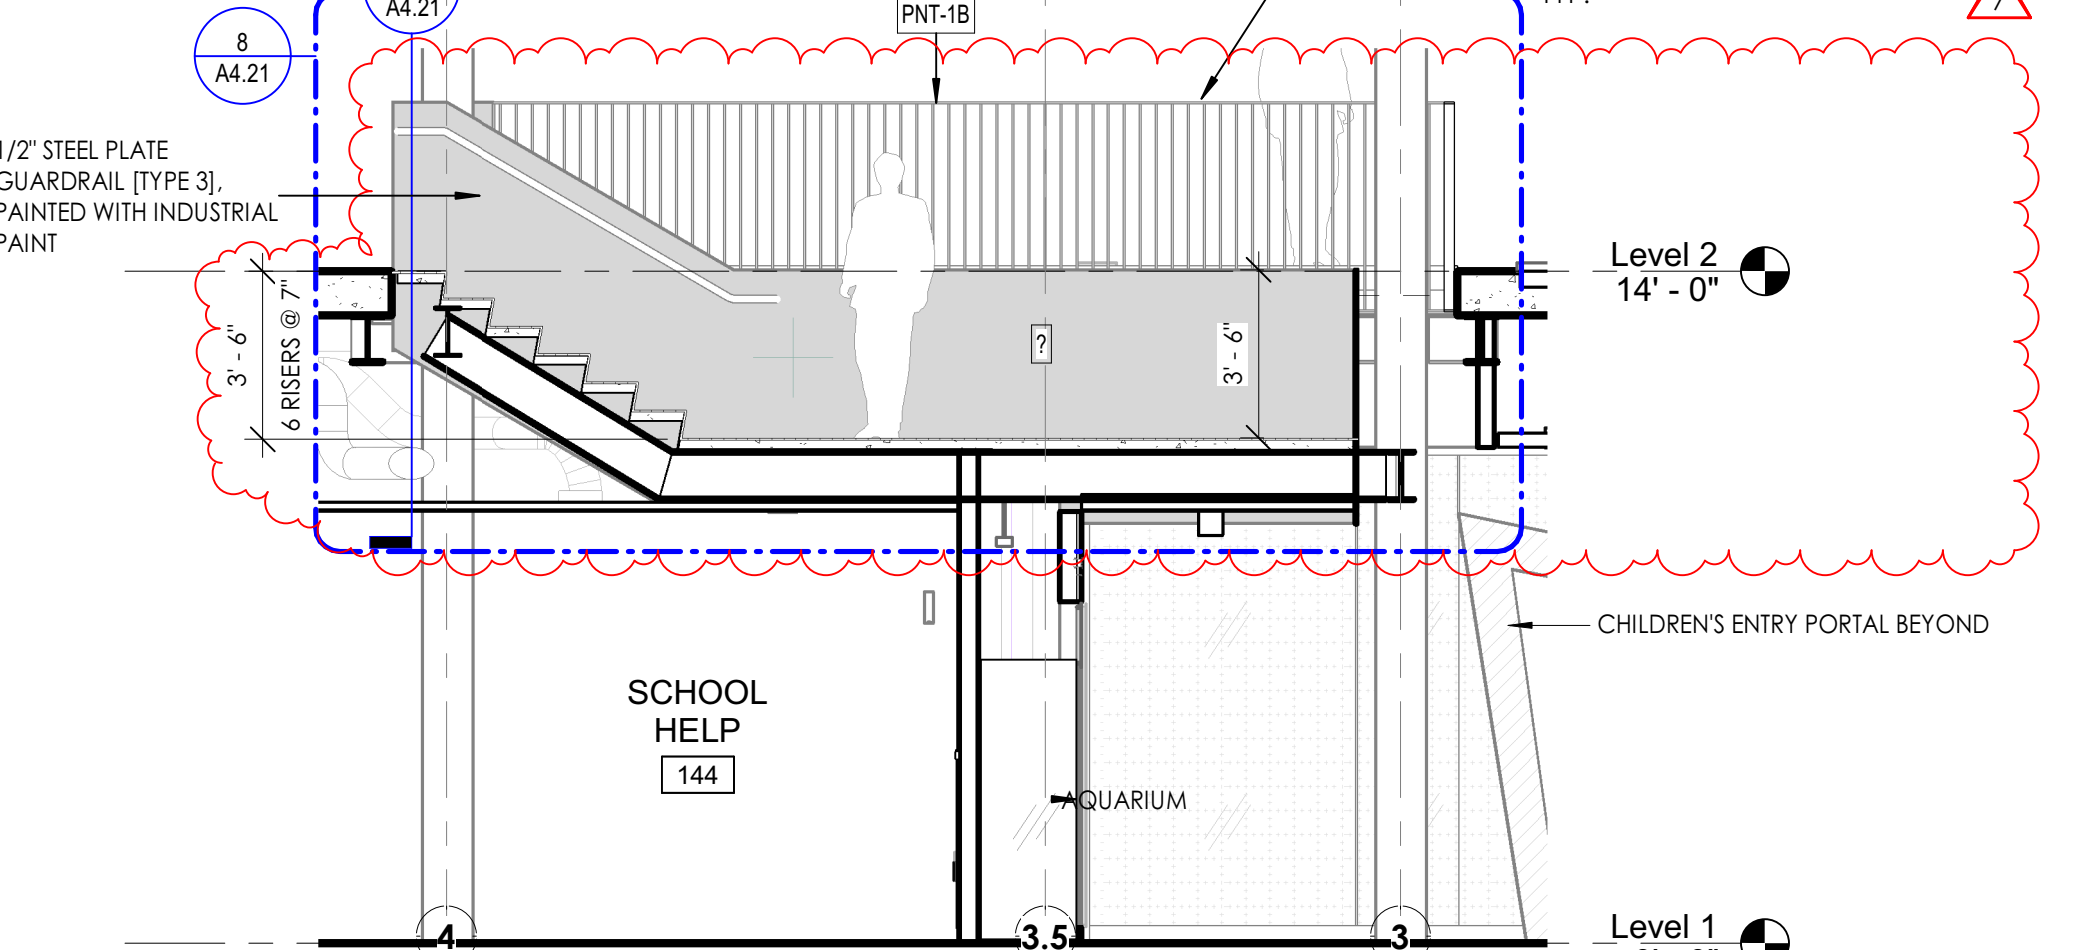 A4.21
8
A4.21
PNT-1B
7
1/2" STEEL PLATE
GUARDRAIL [TYPE 3],
PAINTED WITH INDUSTRIAL
PAINT
3' - 6"
6 RISERS @ 7"
?
3' - 6"
Level 2
14' - 0"
CHILDREN'S ENTRY PORTAL BEYOND
SCHOOL
HELP
144
AQUARIUM
4
3.5
3
Level 1